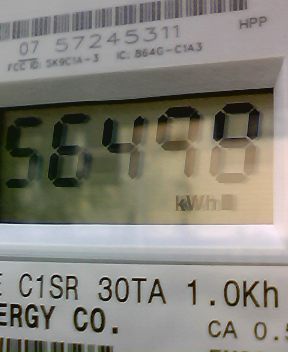 07 57245311 HPP
FCC ID: SK9C1A-3 IC: 864G-C1A3
56498
kWh
C1SR 30TA 1.0Kh
ERGY CO. CA 0.5